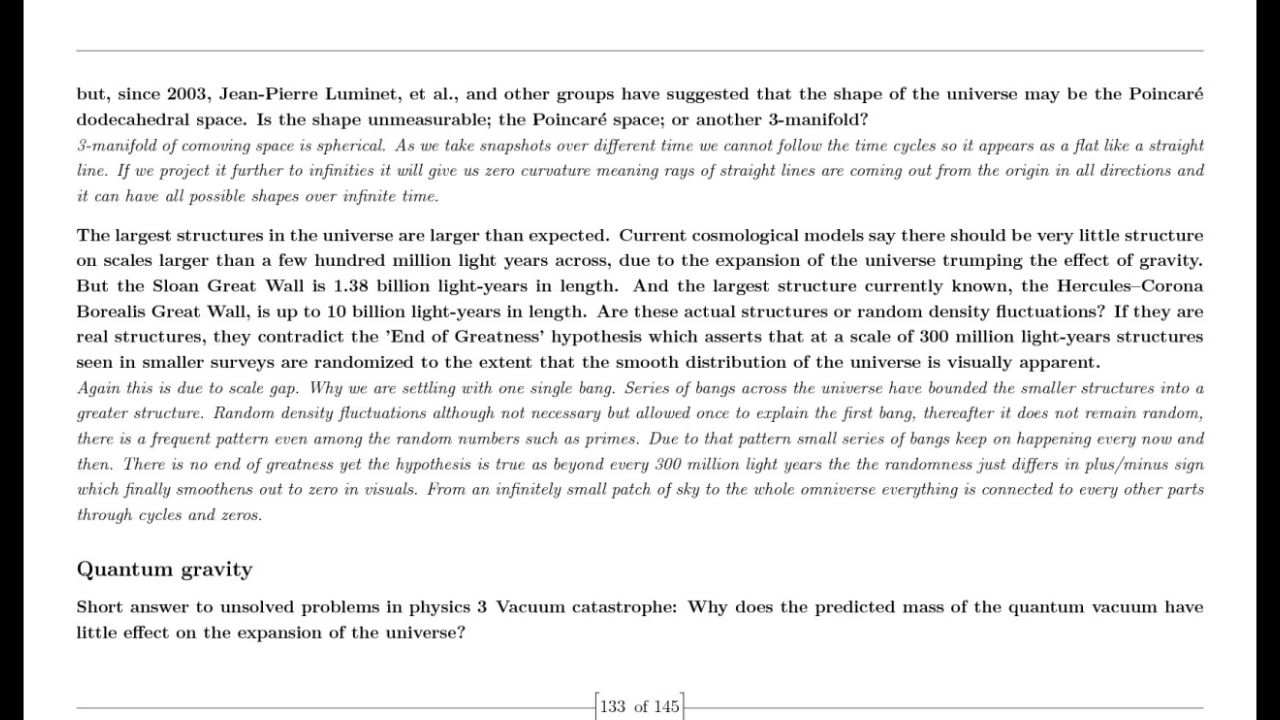 but, since 2003, Jean-Pierre Luminet, et al., and other groups have suggested that the shape of the universe may be the Poincaré
dodecahedral space. Is the shape unmeasurable; the Poincaré space; or another 3-manifold?
3-manifold of comoving space is spherical. As we take snapshots over different time we cannot follow the time cycles so it appears as a flat like a straight
line. If we project it further to infinities it will give us zero curvature meaning rays of straight lines are coming out from the origin in all directions and
it can have all possible shapes over infinite time.
The largest structures in the universe are larger than expected. Current cosmological models say there should be very little structure
on scales larger than a few hundred million light years across, due to the expansion of the universe trumping the effect of gravity.
But the Sloan Great Wall is 1.38 billion light-years in length. And the largest structure currently known, the Hercules–Corona
Borealis Great Wall, is up to 10 billion light-years in length. Are these actual structures or random density fluctuations? If they are
real structures, they contradict the 'End of Greatness' hypothesis which asserts that at a scale of 300 million light-years structures
seen in smaller surveys are randomized to the extent that the smooth distribution of the universe is visually apparent.
Again this is due to scale gap. Why we are settling with one single bang. Series of bangs across the universe have bounded the smaller structures into a
greater structure. Random density fluctuations although not necessary but allowed once to explain the first bang, thereafter it does not remain random,
there is a frequent pattern even among the random numbers such as primes. Due to that pattern small series of bangs keep on happening every now and
then. There is no end of greatness yet the hypothesis is true as beyond every 300 million light years the the randomness just differs in plus/minus sign
which finally smoothens out to zero in visuals. From an infinitely small patch of sky to the whole omniverse everything is connected to every other parts
through cycles and zeros.
Quantum gravity
Short answer to unsolved problems in physics 3 Vacuum catastrophe: Why does the predicted mass of the quantum vacuum have
little effect on the expansion of the universe?
133 of 145